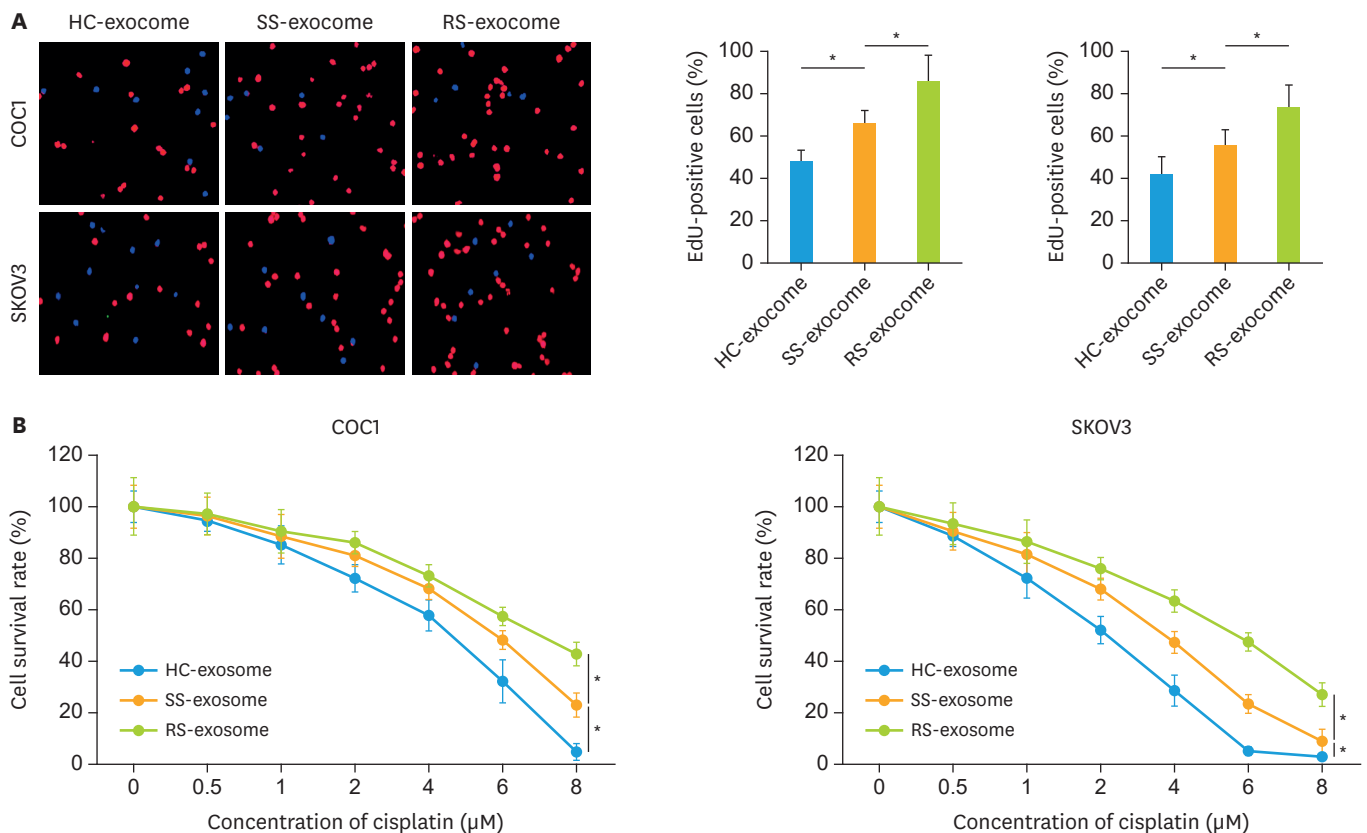 A
HC-exocome SS-exocome RS-exocome
COC1
SKOV3
EdU-positive cells (%)
100
80
60
40
20
0
* *
HC-exocome
SS-exocome
RS-exocome
EdU-positive cells (%)
100
80
60
40
20
0
* *
HC-exocome
SS-exocome
RS-exocome
B
COC1
Cell survival rate (%)
120
100
80
60
40
20
0
HC-exosome
SS-exosome
RS-exosome
*
*
0 0.5 1 2 4 6 8
Concentration of cisplatin (µM)
SKOV3
Cell survival rate (%)
120
100
80
60
40
20
0
HC-exosome
SS-exosome
RS-exosome
*
*
0 0.5 1 2 4 6 8
Concentration of cisplatin (µM)